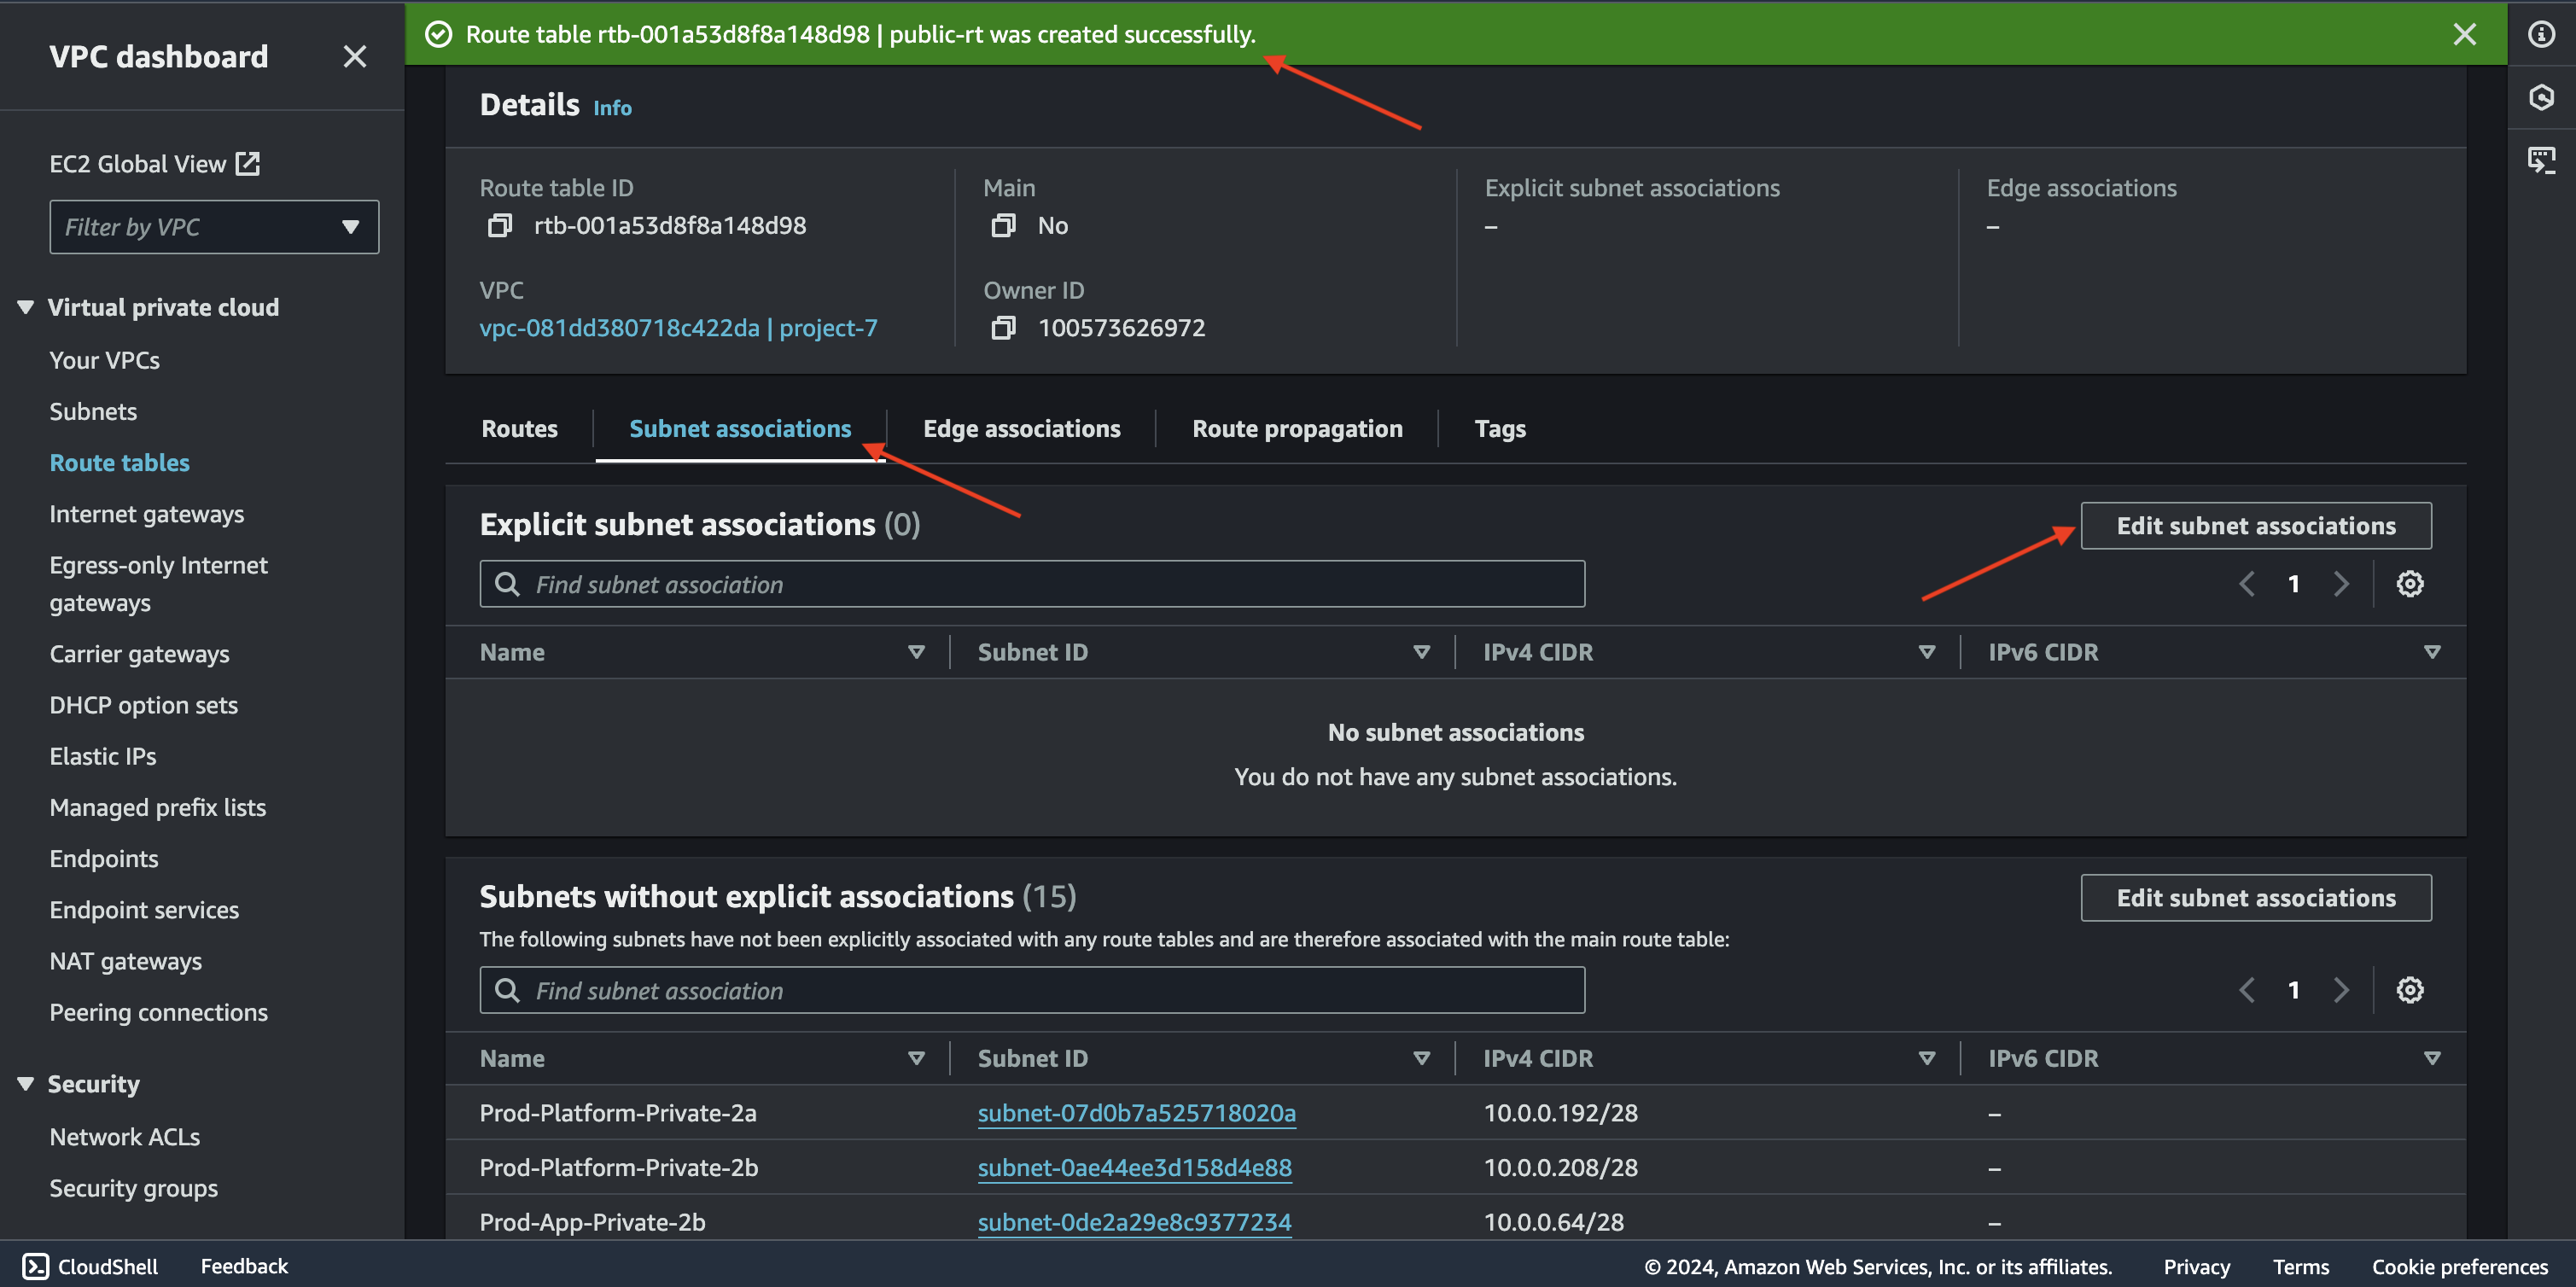 VPC dashboard
EC2 Global View
Filter by VPC
Virtual private cloud
Your VPCs
Subnets
Route tables
Internet gateways
Egress-only Internet
gateways
Carrier gateways
DHCP option sets
Elastic IPs
Managed prefix lists
Endpoints
Endpoint services
NAT gateways
Peering connections
Security
Network ACLs
Security groups
Route table rtb-001a53d8f8a148d98 | public-rt was created successfully.
Details Info
Route table ID
rtb-001a53d8f8a148d98
Main
No
Explicit subnet associations
–
Edge associations
–
VPC
vpc-081dd380718c422da | project-7
Owner ID
100573626972
Routes Subnet associations Edge associations Route propagation Tags
Explicit subnet associations (0)
Edit subnet associations
Find subnet association
1
Name Subnet ID IPv4 CIDR IPv6 CIDR
No subnet associations
You do not have any subnet associations.
Subnets without explicit associations (15)
Edit subnet associations
The following subnets have not been explicitly associated with any route tables and are therefore associated with the main route table:
Find subnet association
1
Name Subnet ID IPv4 CIDR IPv6 CIDR
Prod-Platform-Private-2a subnet-07d0b7a525718020a 10.0.0.192/28 –
Prod-Platform-Private-2b subnet-0ae44ee3d158d4e88 10.0.0.208/28 –
Prod-App-Private-2b subnet-0de2a29e8c9377234 10.0.0.64/28 –
CloudShell Feedback © 2024, Amazon Web Services, Inc. or its affiliates. Privacy Terms Cookie preferences